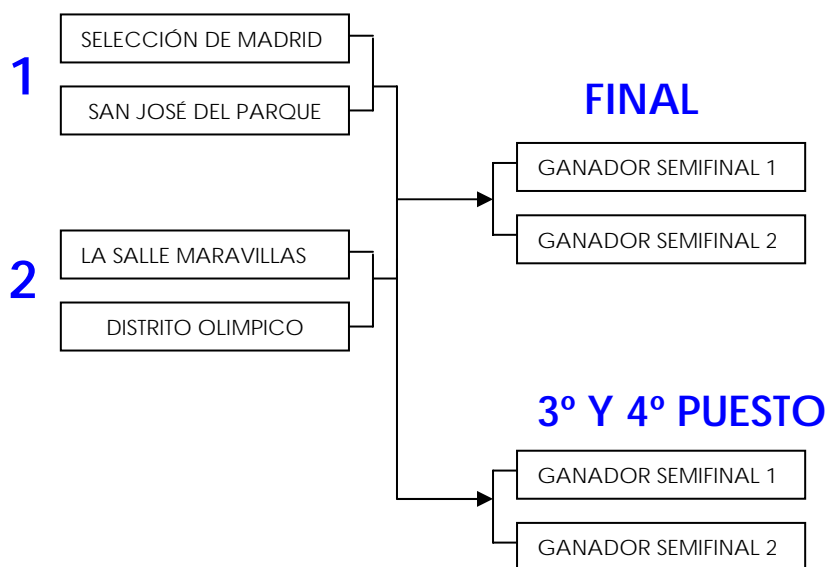 SELECCIÓN DE MADRID
1
SAN JOSÉ DEL PARQUE
FINAL
GANADOR SEMIFINAL 1
LA SALLE MARAVILLAS
GANADOR SEMIFINAL 2
2
DISTRITO OLIMPICO
3º Y 4º PUESTO
GANADOR SEMIFINAL 1
GANADOR SEMIFINAL 2